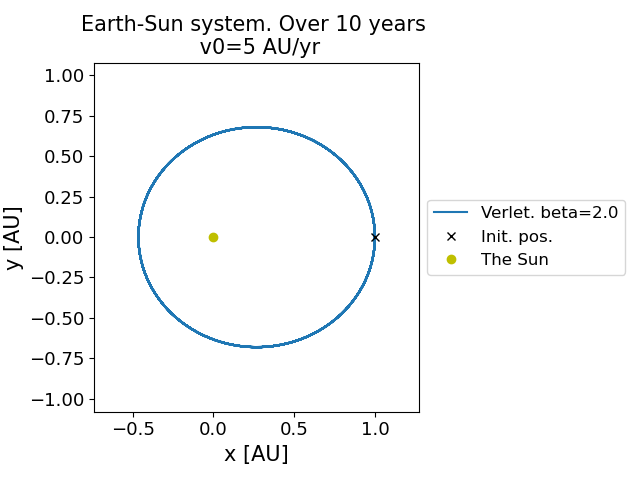 Earth-Sun system. Over 10 years
v0=5 AU/yr
1.00
0.75
0.50
0.25
0.00
−0.25
−0.50
−0.75
−1.00
y [AU]
−0.5
0.0
0.5
1.0
x [AU]
Verlet. beta=2.0
Init. pos.
The Sun